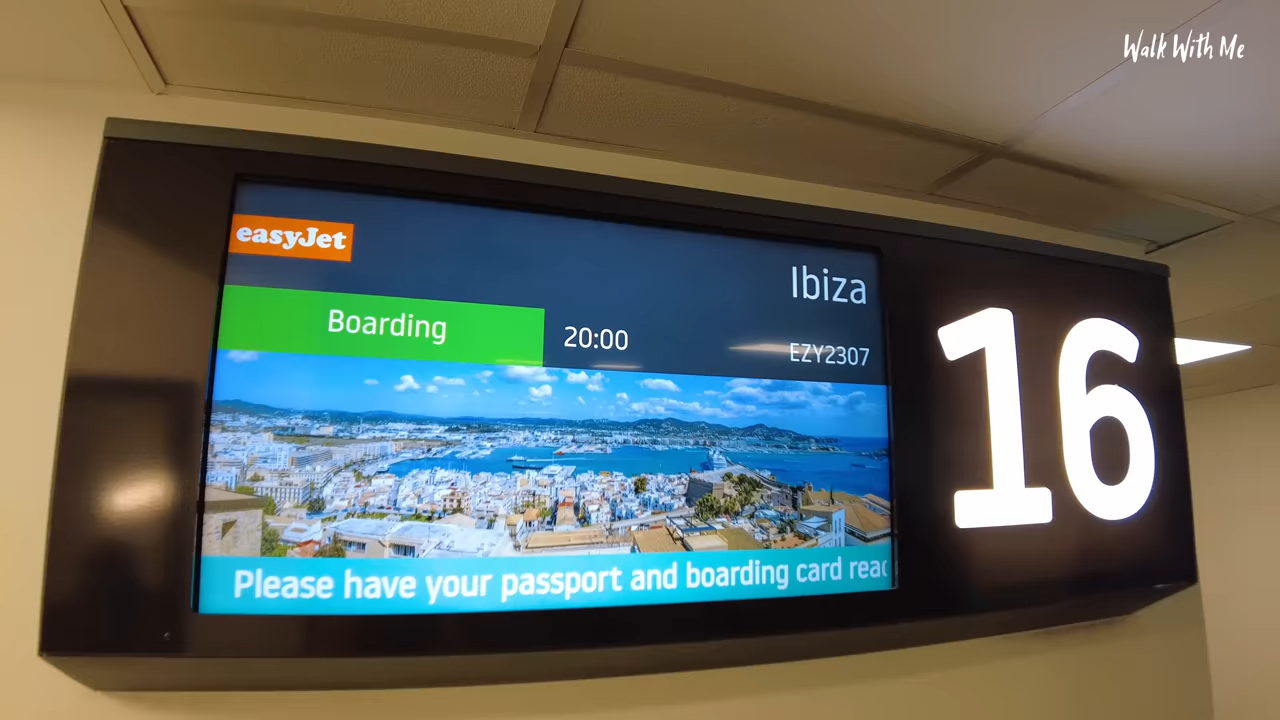 Walk With Me
easyJet
Ibiza
Boarding
20:00
EZY2307
16
Please have your passport and boarding card